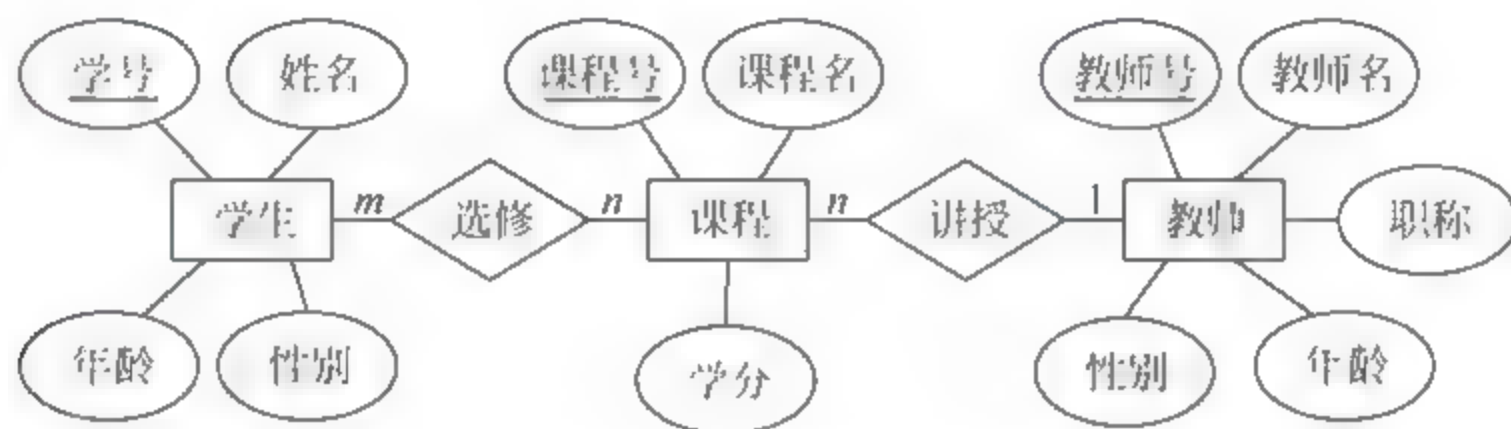 学号 姓名 课程号 课程名 教师号 教师名
学生 m 选修 n 课程 n 讲授 1 教师 职称
年龄 性别 学分 性别 年龄